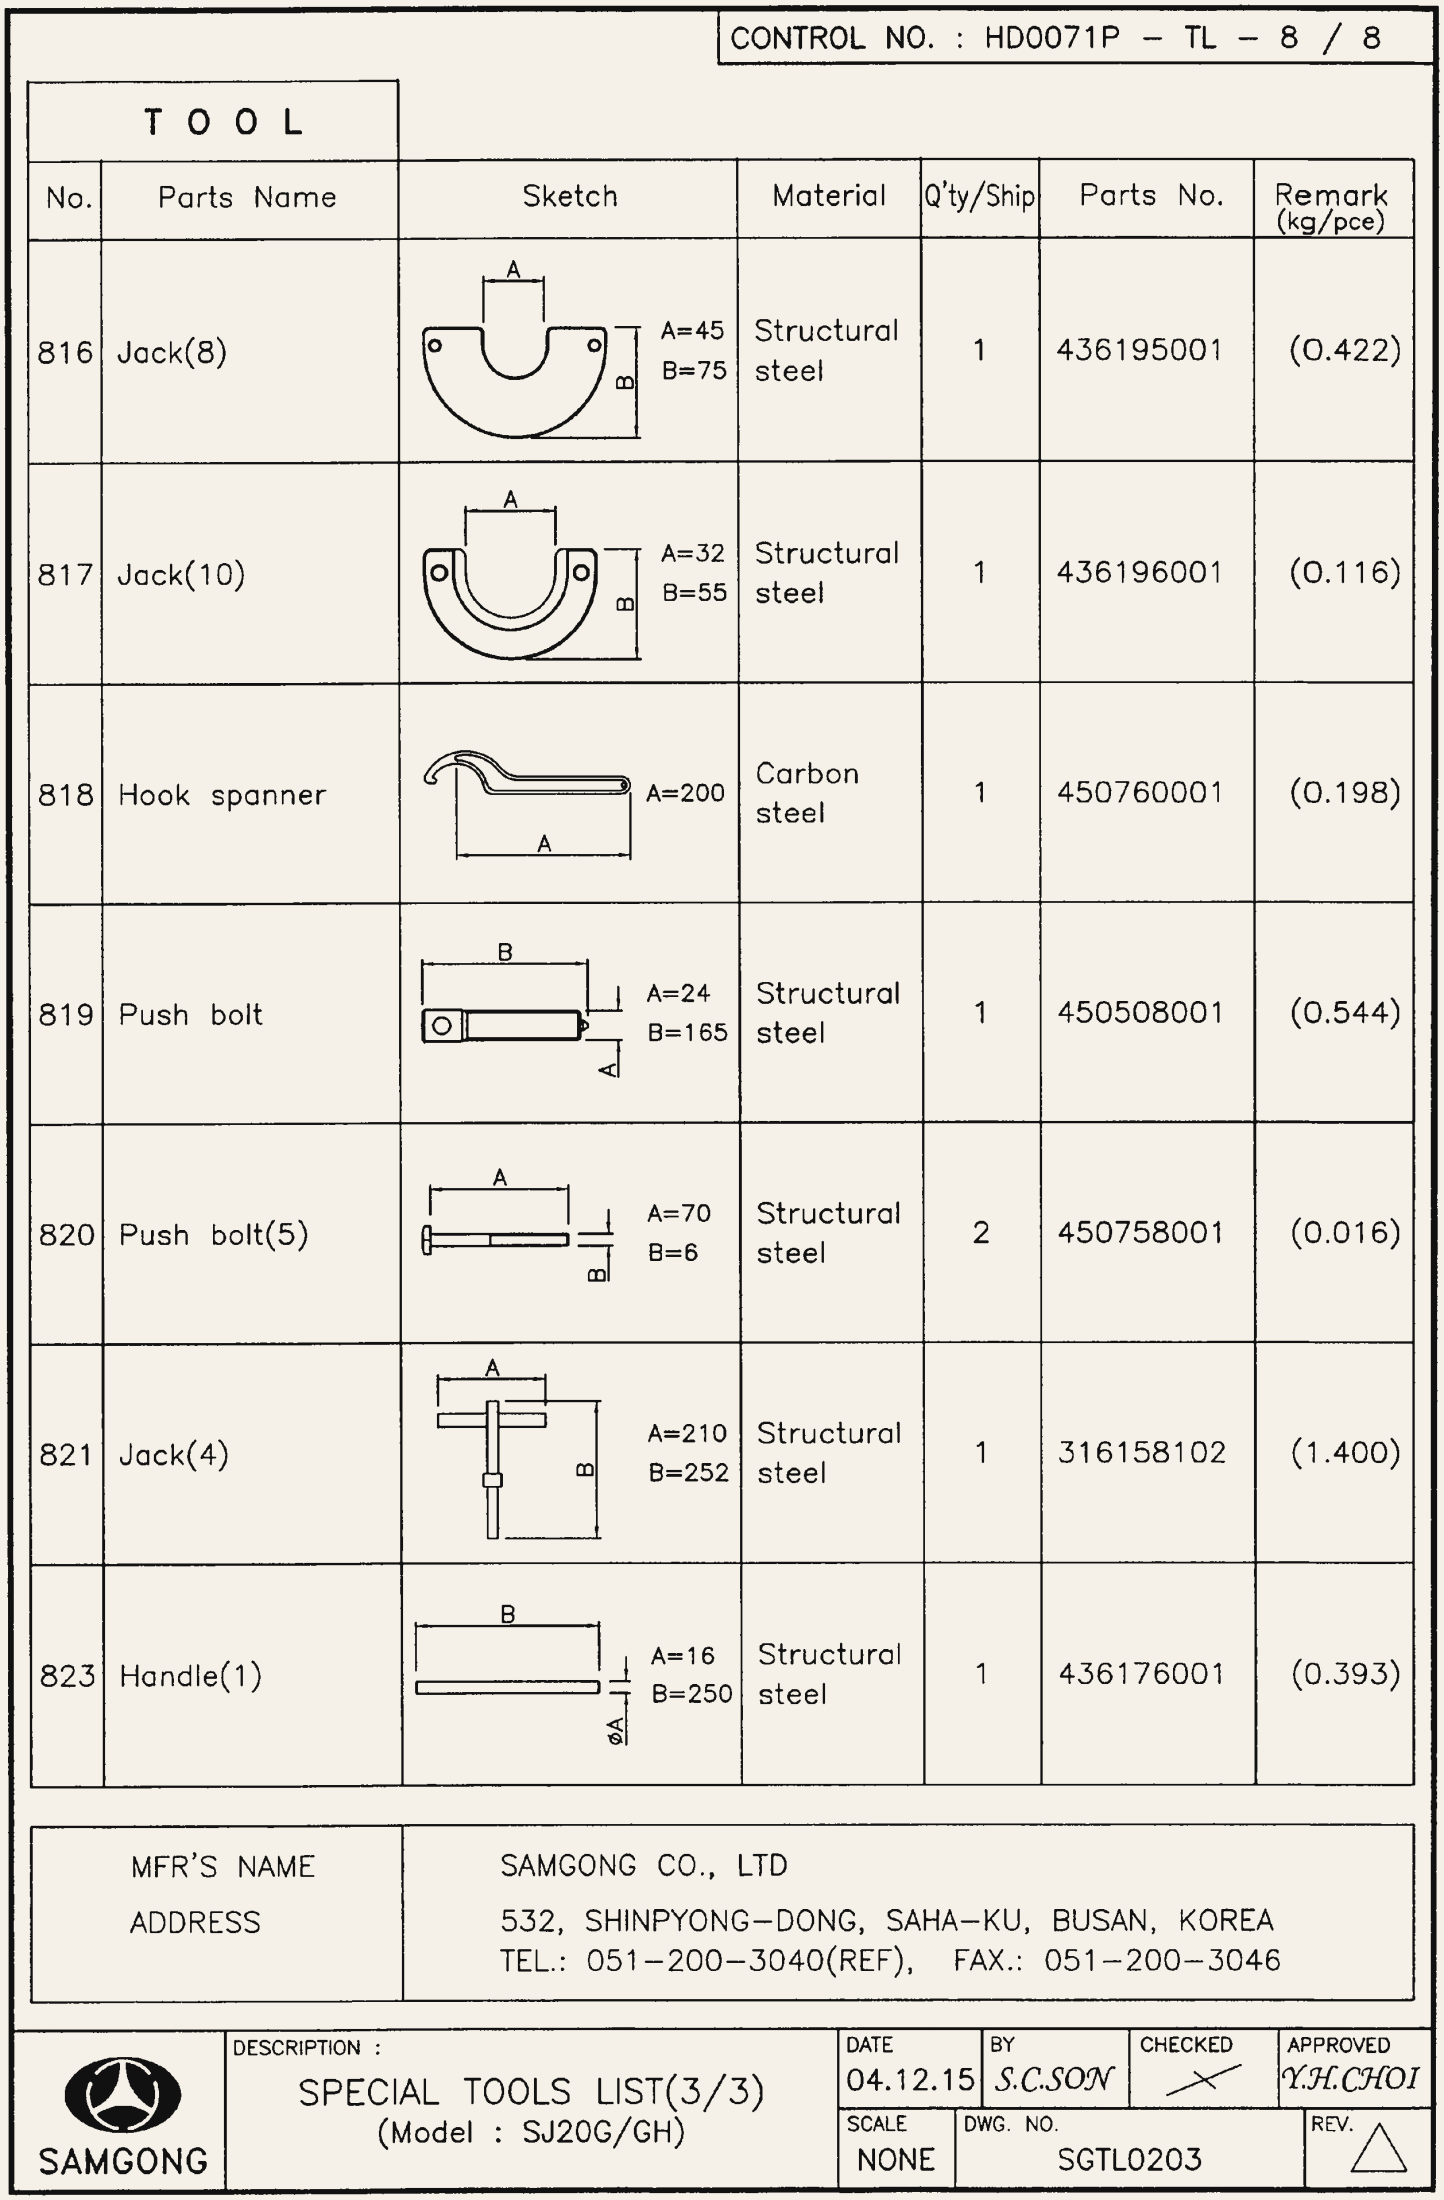 CONTROL NO. : HD0071P - TL - 8 / 8
TOOL
No. Parts Name Sketch Material Q'ty/Ship Parts No. Remark
(kg/pce)
A
B
816 Jack(8) A=45 Structural 1 436195001 (0.422)
B=75 steel
A
B
817 Jack(10) A=32 Structural 1 436196001 (0.116)
B=55 steel
818 Hook spanner A=200 Carbon 1 450760001 (0.198)
steel
A
B
819 Push bolt A=24 Structural 1 450508001 (0.544)
B=165 steel
A
A
820 Push bolt(5) A=70 Structural 2 450758001 (0.016)
B=6 steel
B
A
821 Jack(4) A=210 Structural 1 316158102 (1.400)
B B=252 steel
B
823 Handle(1) A=16 Structural 1 436176001 (0.393)
B=250 steel
øA
MFR'S NAME SAMGONG CO., LTD
ADDRESS 532, SHINPYONG-DONG, SAHA-KU, BUSAN, KOREA
TEL.: 051-200-3040(REF), FAX.: 051-200-3046
SAMGONG
DESCRIPTION :
SPECIAL TOOLS LIST(3/3)
(Model : SJ20G/GH)
DATE BY CHECKED APPROVED
04.12.15 S.C.SON Y.H.CHOI
SCALE DWG. NO. REV.
NONE SGTL0203